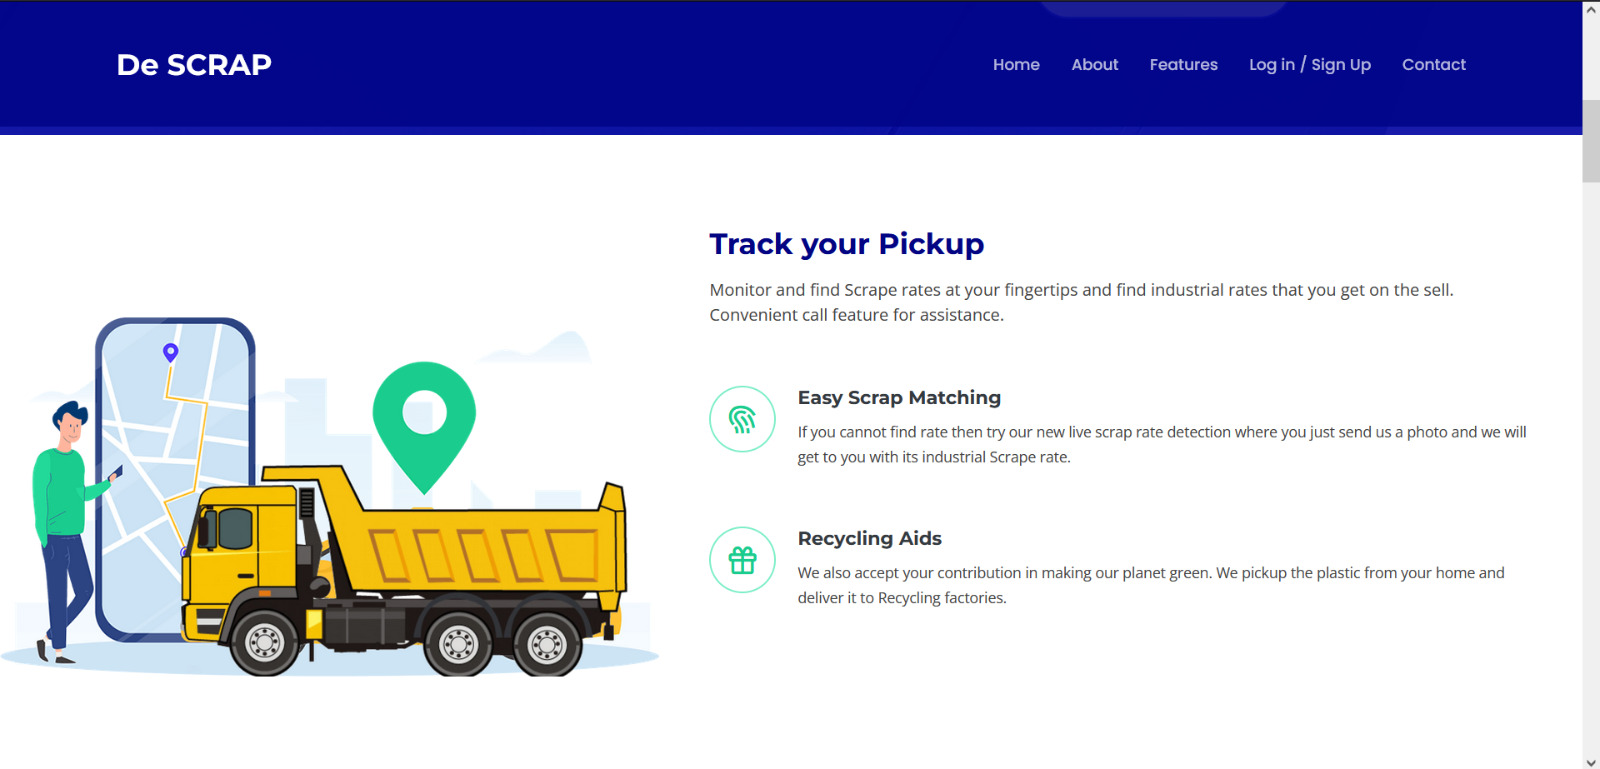 De SCRAP
Home About Features Log in / Sign Up Contact
Track your Pickup
Monitor and find Scrape rates at your fingertips and find industrial rates that you get on the sell.
Convenient call feature for assistance.
Easy Scrap Matching
If you cannot find rate then try our new live scrap rate detection where you just send us a photo and we will
get to you with its industrial Scrape rate.
Recycling Aids
We also accept your contribution in making our planet green. We pickup the plastic from your home and
deliver it to Recycling factories.